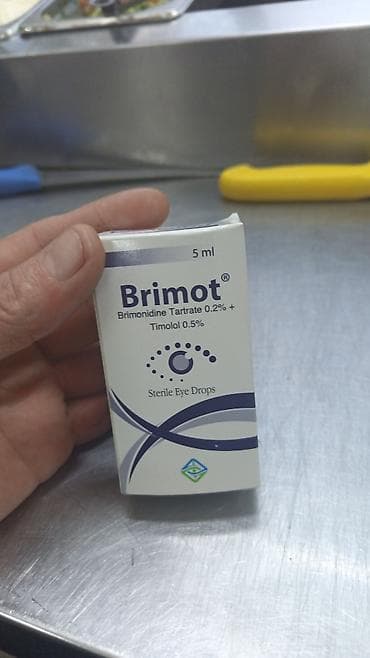 5 ml
Brimot®
Brimonidine Tartrate 0.2% +
Timolol 0.5%
Sterile Eye Drops